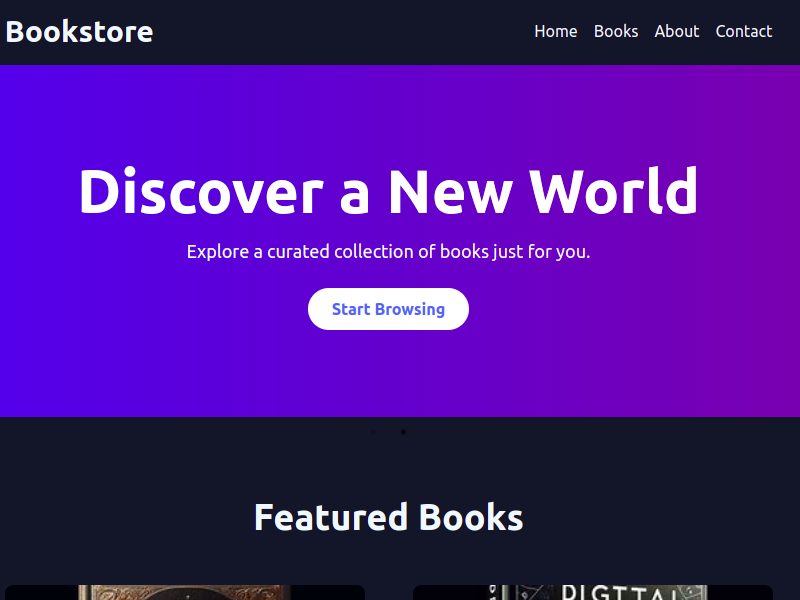 Bookstore
Home Books About Contact
Discover a New World
Explore a curated collection of books just for you.
Start Browsing
Featured Books
DIGTTAI